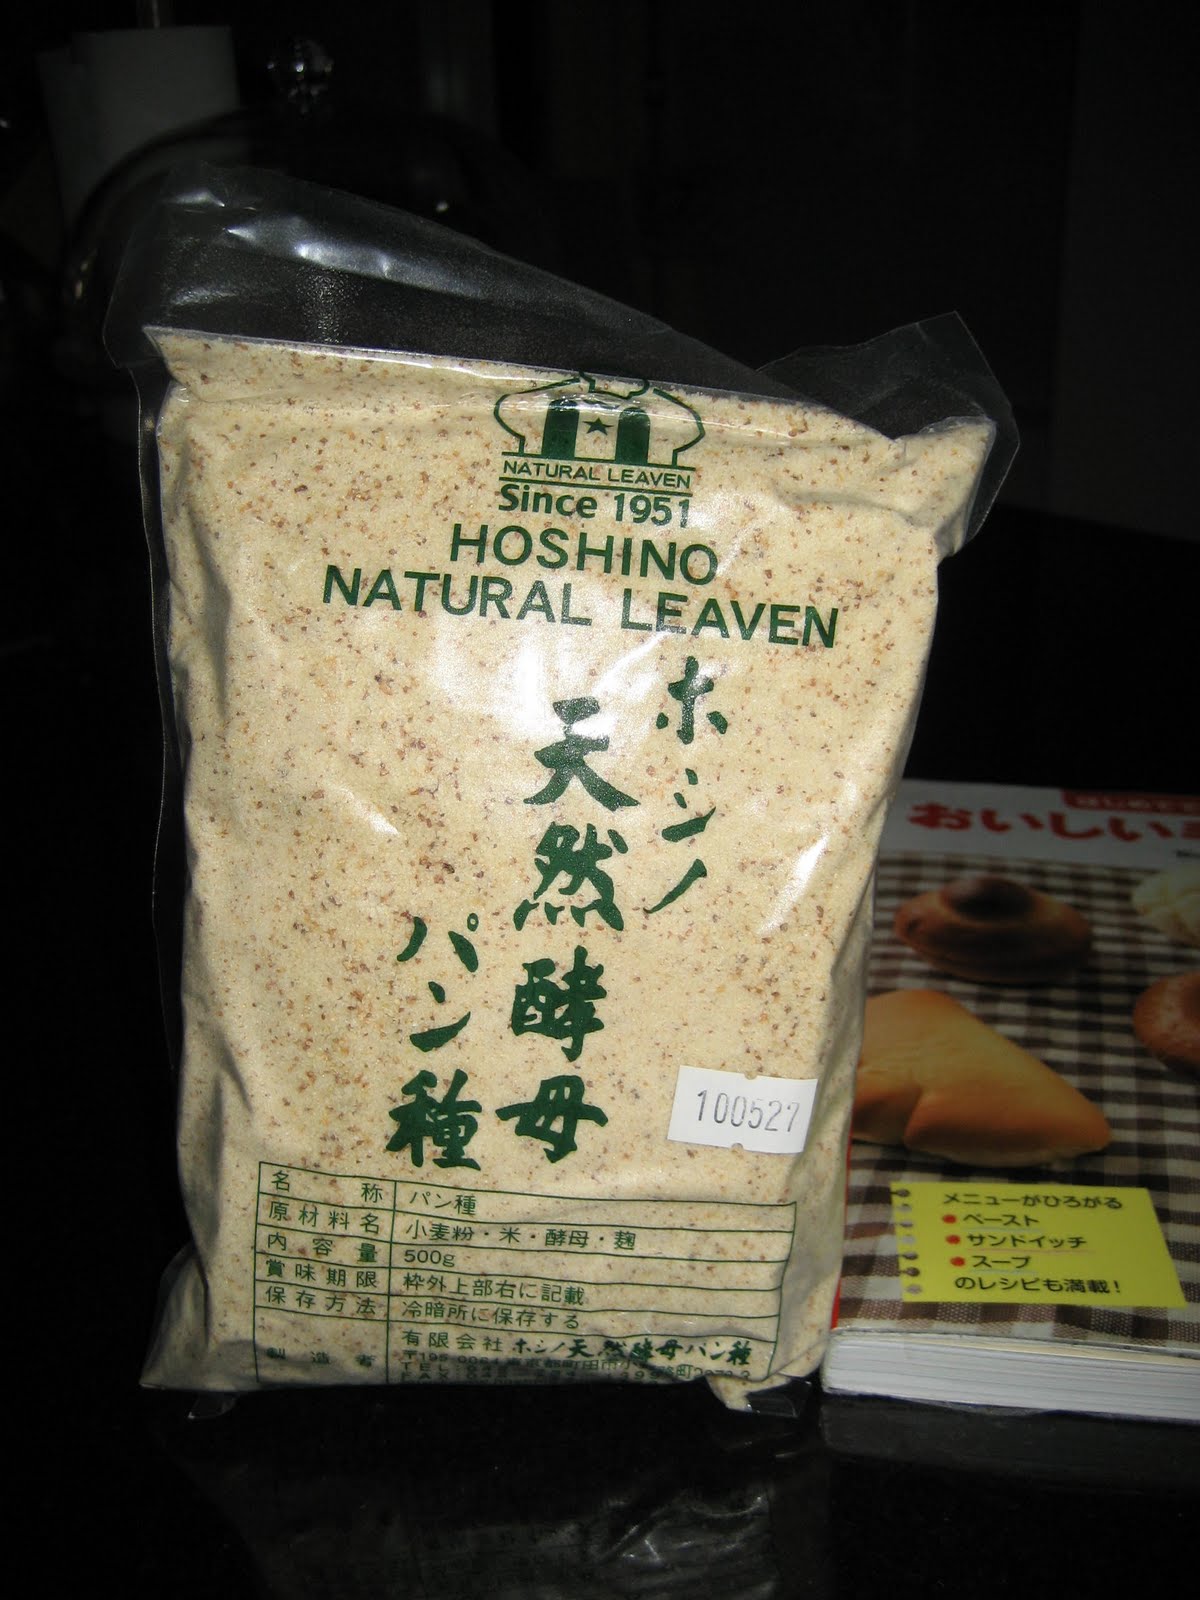 NATURAL LEAVEN
Since 1951
HOSHINO
NATURAL LEAVEN
ホシノ
天然酵母
パン種
100527
名称 パン種
原材料名 小麦粉・米・酵母・麹
内容量 500g
賞味期限 枠外上部右に記載
保存方法 冷暗所に保存する
製造者 有限会社 ホシノ天然酵母パン種
おいしい
メニューがひろがる
●ペースト
●サンドイッチ
●スープ
のレシピも満載!